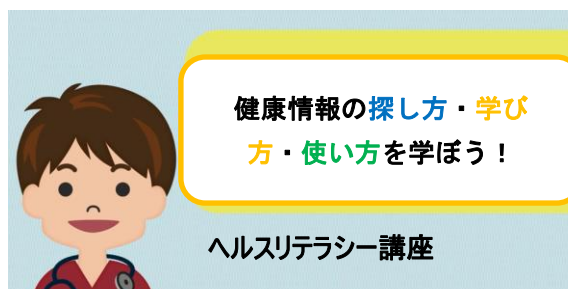 健康情報の探し方・学び
方・使い方を学ぼう！
ヘルスリテラシー講座